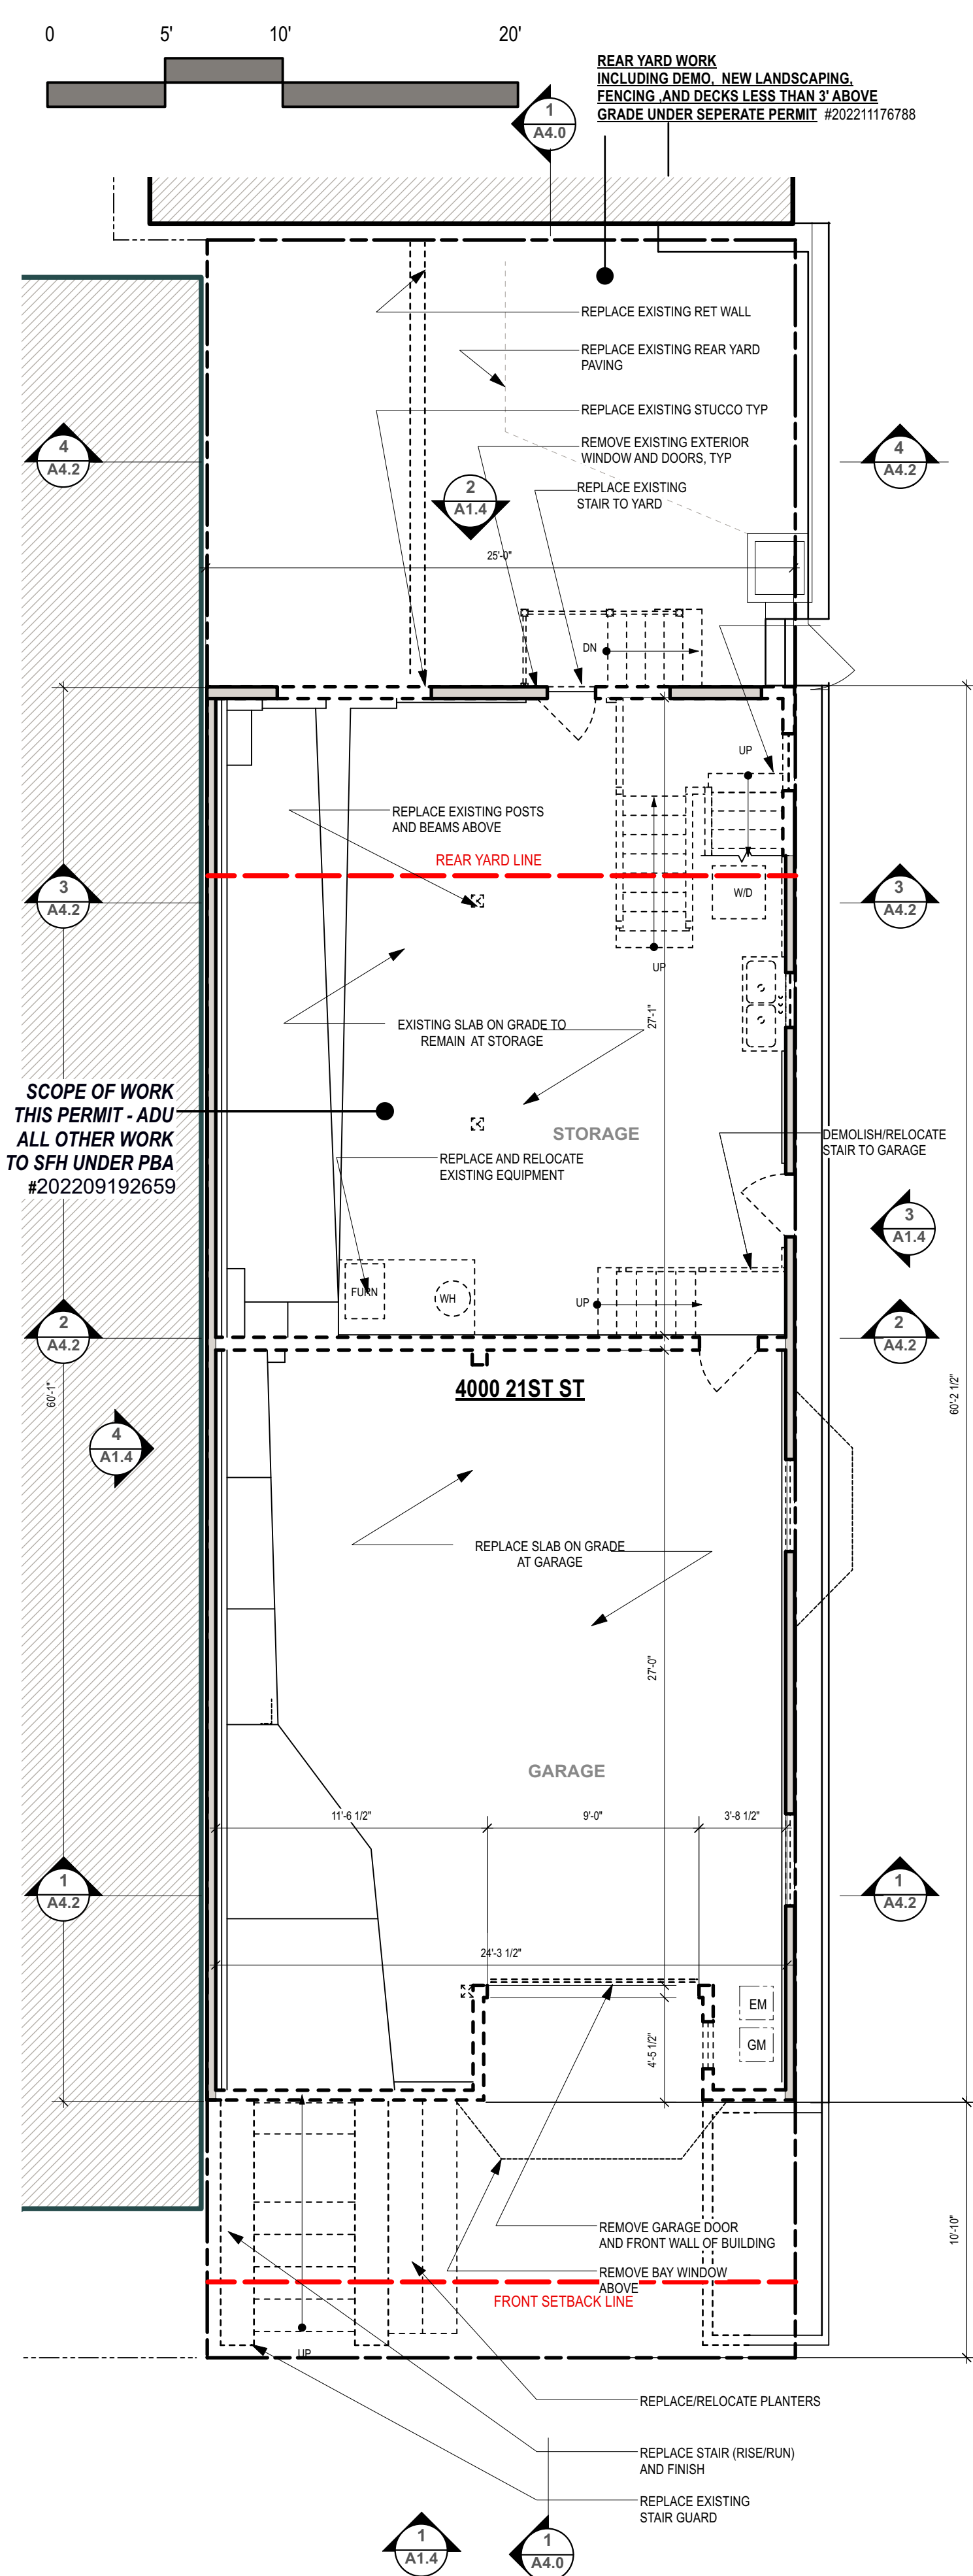 0 5' 10' 20'
REAR YARD WORK
INCLUDING DEMO, NEW LANDSCAPING,
FENCING ,AND DECKS LESS THAN 3' ABOVE
GRADE UNDER SEPERATE PERMIT #202211176788
1
A4.0
REPLACE EXISTING RET WALL
REPLACE EXISTING REAR YARD
PAVING
REPLACE EXISTING STUCCO TYP
REMOVE EXISTING EXTERIOR
WINDOW AND DOORS, TYP
REPLACE EXISTING
STAIR TO YARD
4
A4.2
4
A4.2
2
A1.4
25'-0"
DN
UP
REPLACE EXISTING POSTS
AND BEAMS ABOVE
REAR YARD LINE
3
A4.2
3
A4.2
W/D
UP
27'-1"
EXISTING SLAB ON GRADE TO
REMAIN AT STORAGE
SCOPE OF WORK
THIS PERMIT - ADU
ALL OTHER WORK
TO SFH UNDER PBA
#202209192659
STORAGE
DEMOLISH/RELOCATE
STAIR TO GARAGE
REPLACE AND RELOCATE
EXISTING EQUIPMENT
3
A1.4
FURN
WH
UP
2
A4.2
2
A4.2
60'-1"
60'-2 1/2"
4000 21ST ST
4
A1.4
REPLACE SLAB ON GRADE
AT GARAGE
27'-0"
GARAGE
11'-6 1/2"
9'-0"
3'-8 1/2"
1
A4.2
1
A4.2
24'-3 1/2"
EM
GM
4'-5 1/2"
REMOVE GARAGE DOOR
AND FRONT WALL OF BUILDING
10'-10"
REMOVE BAY WINDOW
ABOVE
FRONT SETBACK LINE
UP
REPLACE/RELOCATE PLANTERS
REPLACE STAIR (RISE/RUN)
AND FINISH
REPLACE EXISTING
STAIR GUARD
1
A1.4
1
A4.0